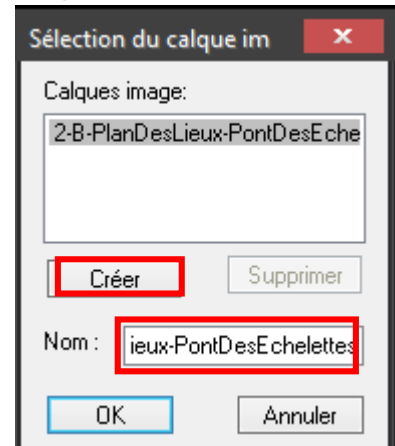 Sélection du calque im
Calques image:
2-B-PlanDesLieux-PontDesEche
Créer
Supprimer
Nom :
ieux-PontDesEchelettes
OK
Annuler